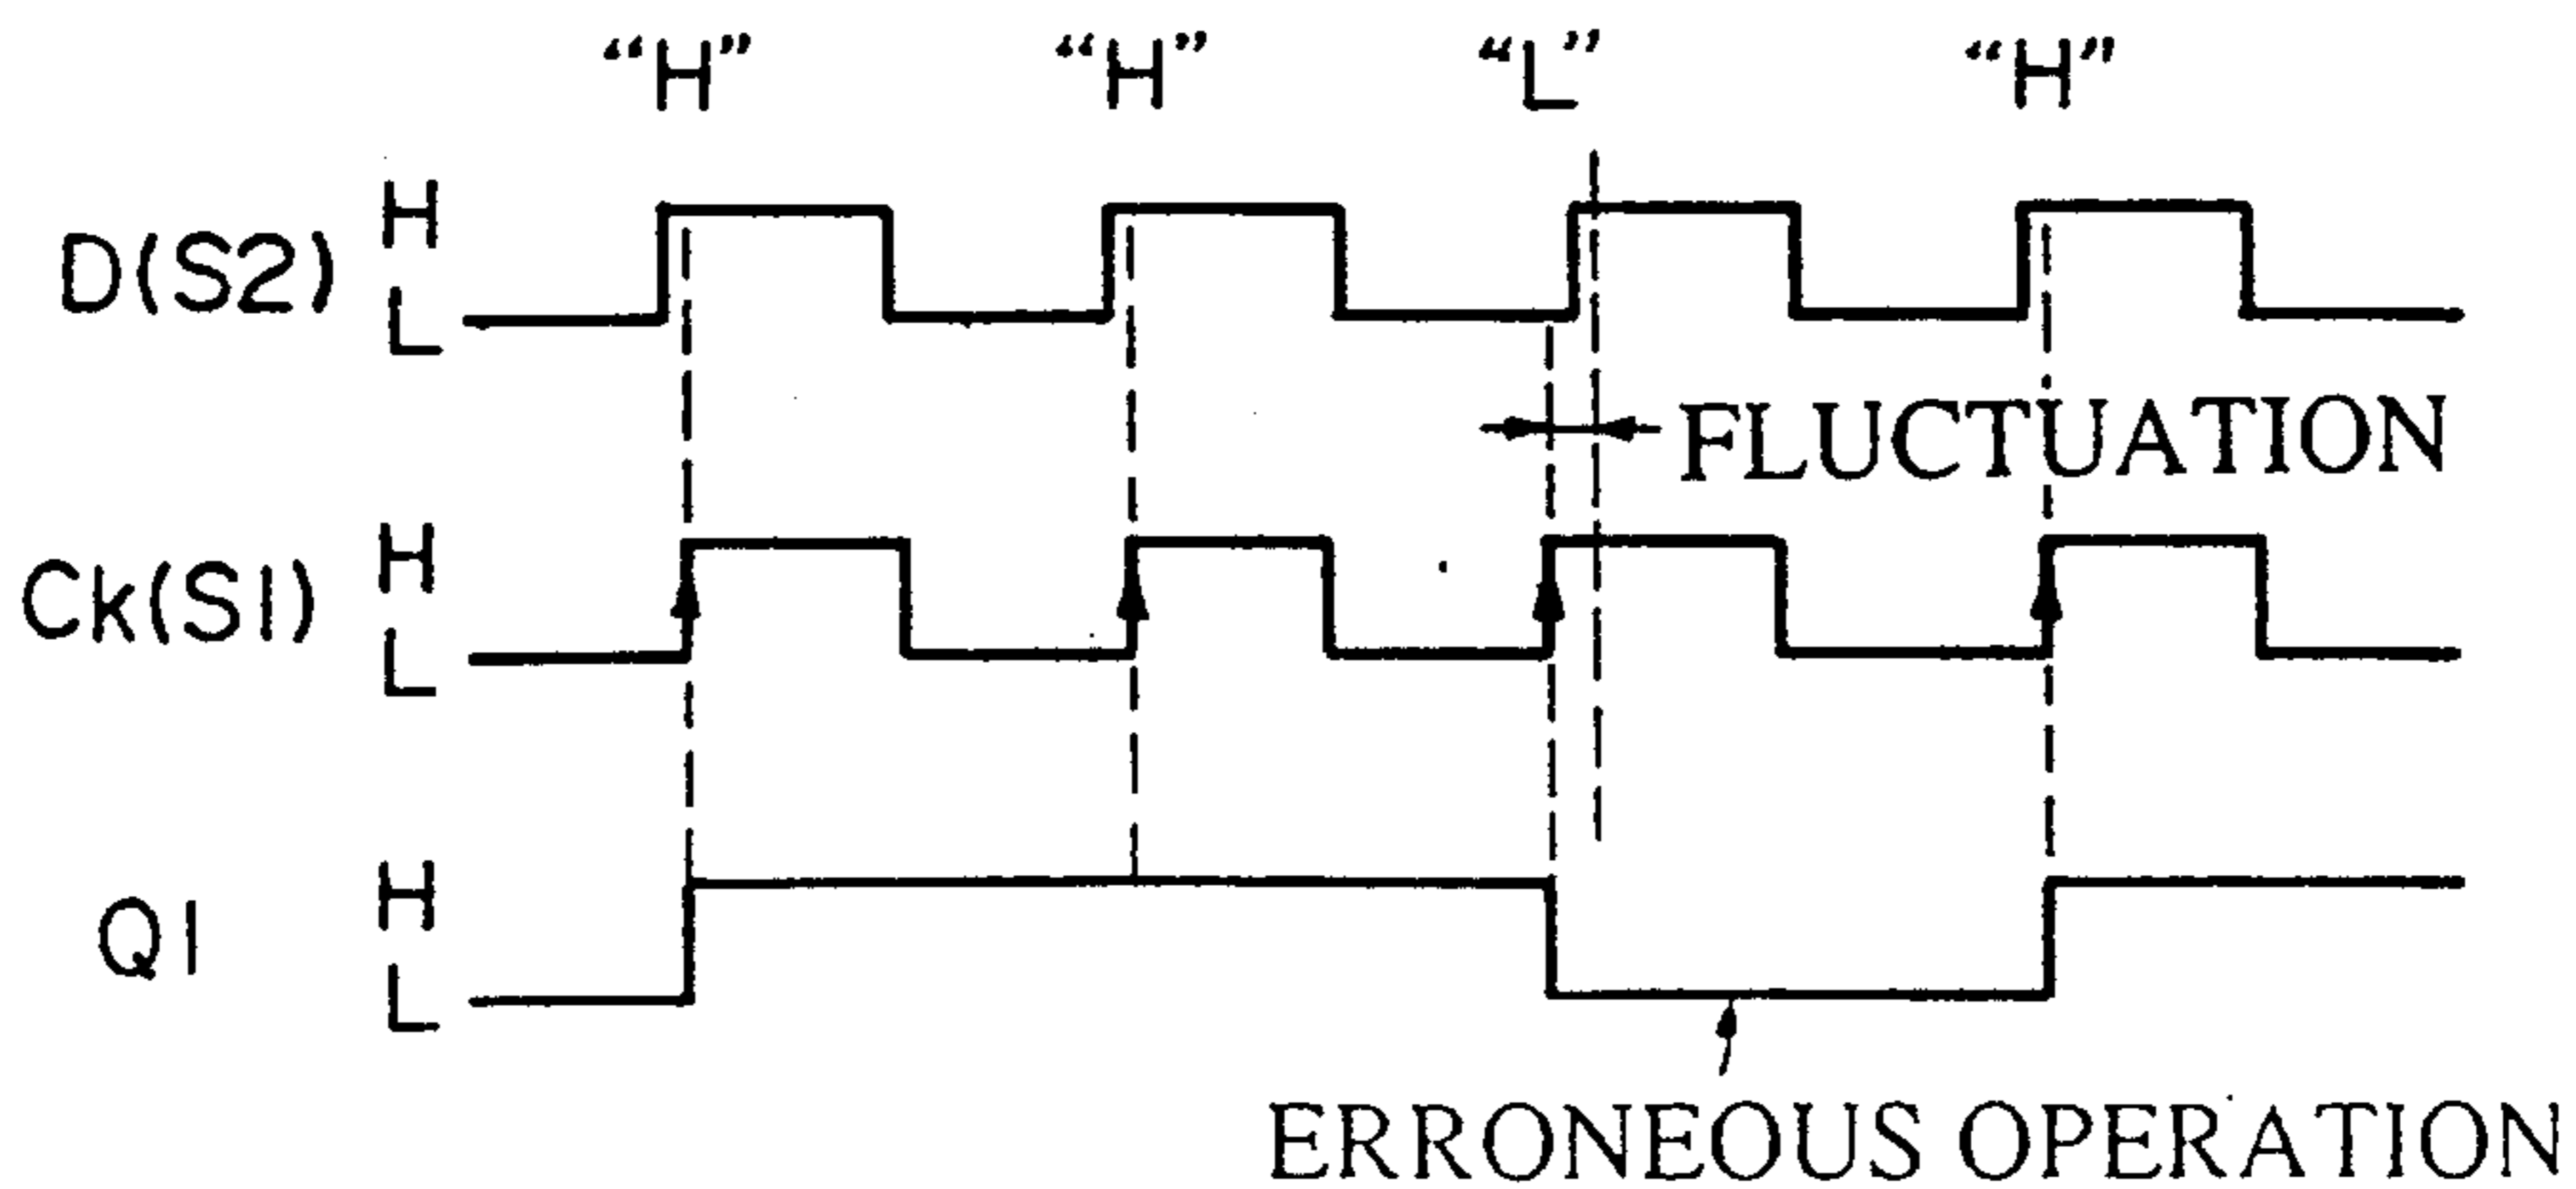 “H” “H” “L” “H”
H
D(S2)
L
FLUCTUATION
H
Ck(S1)
L
H
Q1
L
ERRONEOUS OPERATION